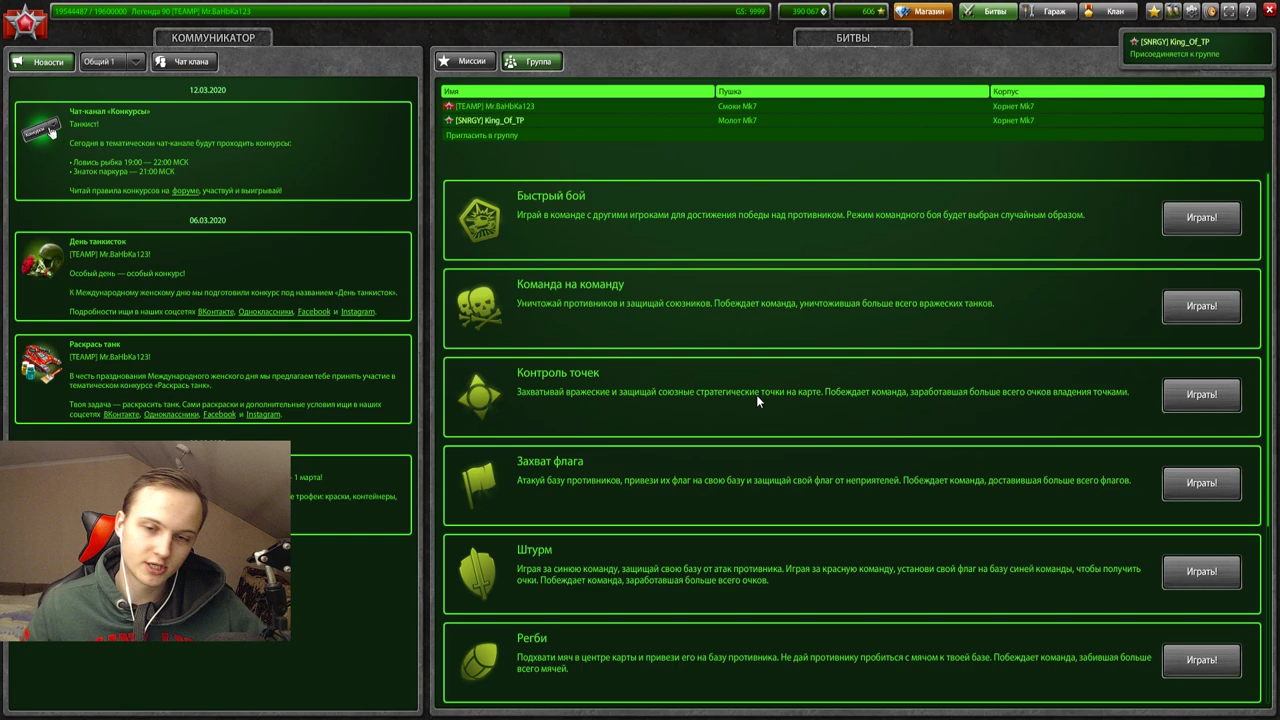 19544487 / 19600000 Легенда 90 [TEAMP] Mr.BaHbKa123
GS: 9999
390 067
606
Магазин
Битвы
Гараж
Клан
?
КОММУНИКАТОР
БИТВЫ
[SNRGY] King_Of_TP
Присоединяется к группе
Новости
Общий 1
Чат клана
Миссии
Группа
12.03.2020
Чат-канал «Конкурсы»
Танкист!
Сегодня в тематическом чат-канале будут проходить конкурсы:
• Ловись рыбка 19:00 — 22:00 МСК
• Знаток паркура — 21:00 МСК
Читай правила конкурсов на форуме, участвуй и выигрывай!
06.03.2020
День танкисток
[TEAMP] Mr.BaHbKa123!
Особый день — особый конкурс!
К Международному женскому дню мы подготовили конкурс под названием «День танкисток».
Подробности ищи в наших соцсетях ВКонтакте, Одноклассники, Facebook и Instagram.
Раскрась танк
[TEAMP] Mr.BaHbKa123!
В честь празднования Международного женского дня мы предлагаем тебе принять участие в
тематическом конкурсе «Раскрась танк».
Твоя задача — раскрасить танк. Сами раскраски и дополнительные условия ищи в наших
соцсетях ВКонтакте, Одноклассники, Facebook и Instagram.
1 марта!
е трофеи: краски, контейнеры,
Имя
Пушка
Корпус
[TEAMP] Mr.BaHbKa123
Смоки Mk7
Хорнет Mk7
[SNRGY] King_Of_TP
Молот Mk7
Хорнет Mk7
Пригласить в группу
Быстрый бой
Играй в команде с другими игроками для достижения победы над противником. Режим командного боя будет выбран случайным образом.
Играть!
Команда на команду
Уничтожай противников и защищай союзников. Побеждает команда, уничтожившая больше всего вражеских танков.
Играть!
Контроль точек
Захватывай вражеские и защищай союзные стратегические точки на карте. Побеждает команда, заработавшая больше всего очков владения точками.
Играть!
Захват флага
Атакуй базу противников, привези их флаг на свою базу и защищай свой флаг от неприятелей. Побеждает команда, доставившая больше всего флагов.
Играть!
Штурм
Играя за синюю команду, защищай свою базу от атак противника. Играя за красную команду, установи свой флаг на базу синей команды, чтобы получить
очки. Побеждает команда, заработавшая больше всего очков.
Играть!
Регби
Подхвати мяч в центре карты и привези его на базу противника. Не дай противнику пробиться с мячом к твоей базе. Побеждает команда, забившая больше
всего мячей.
Играть!